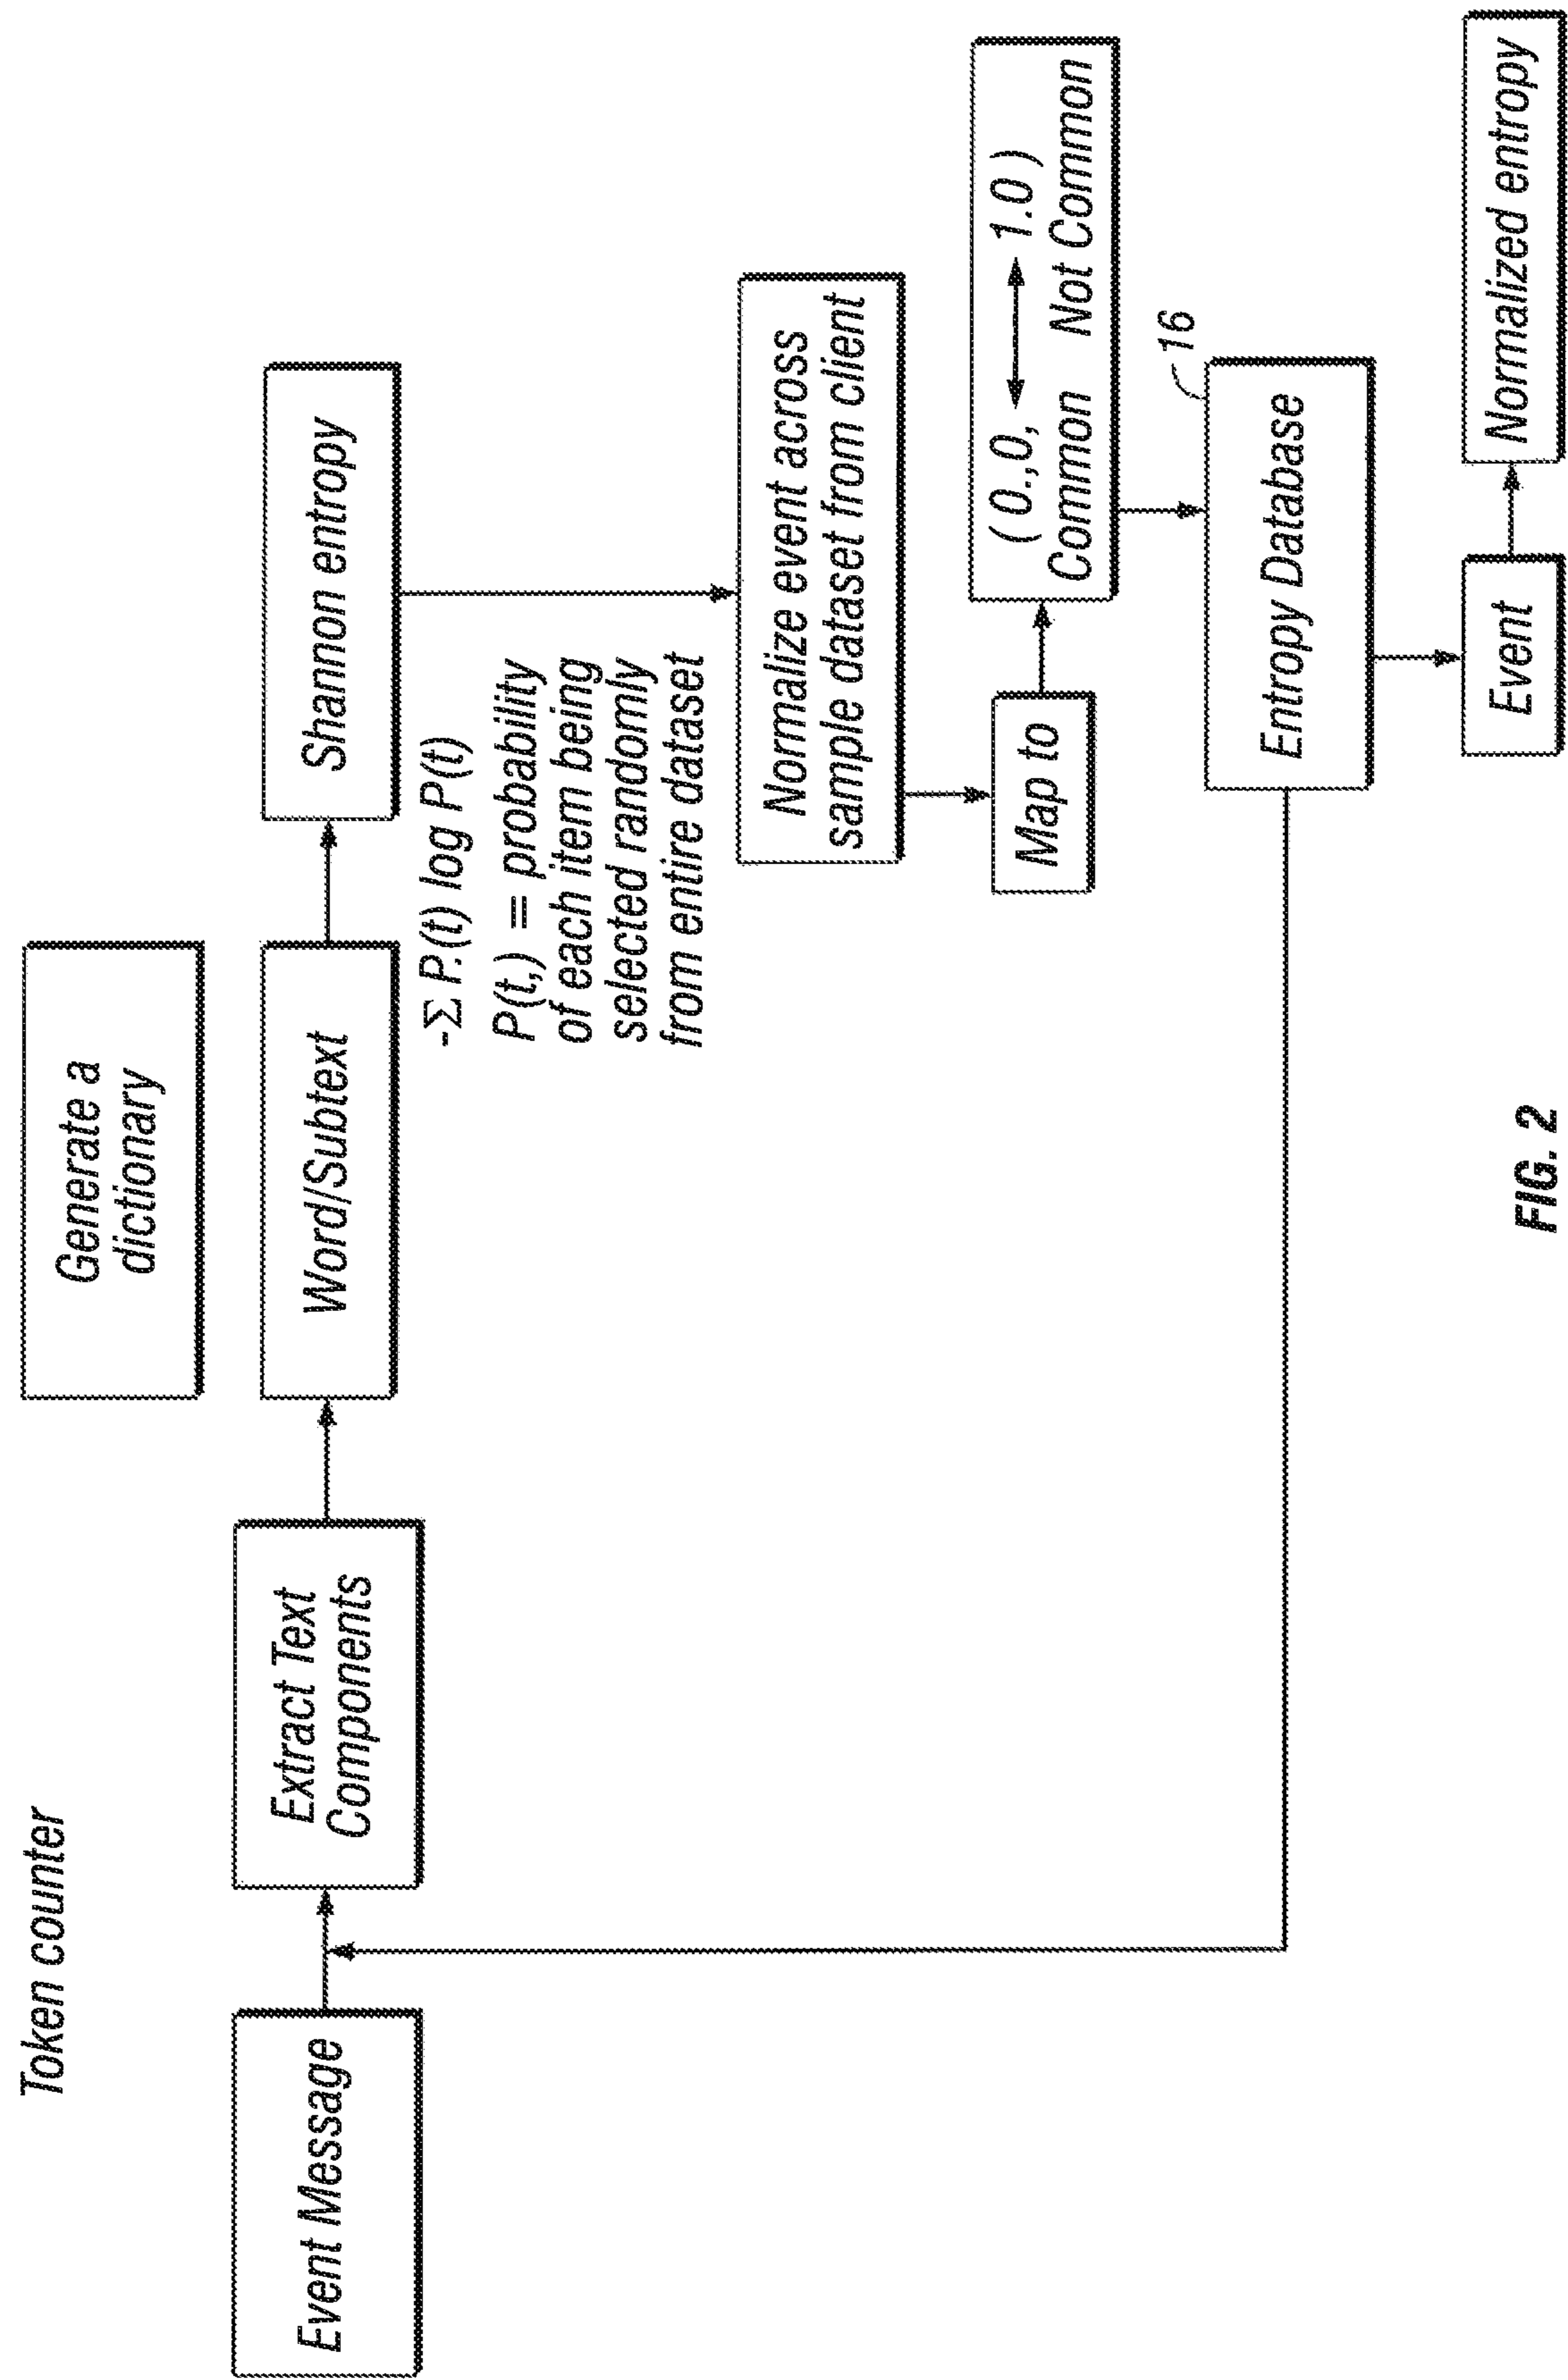 Token counter
Generate a
dictionary
Event Message
Extract Text
Components
Word/Subtext
Shannon entropy
-Σ P.(t) log P(t)
P(t,) = probability
of each item being
selected randomly
from entire dataset
Normalize event across
sample dataset from client
Map to
( 0.,0, ⟷ 1.0 )
Common Not Common
16
Entropy Database
Event
Normalized entropy
FIG. 2